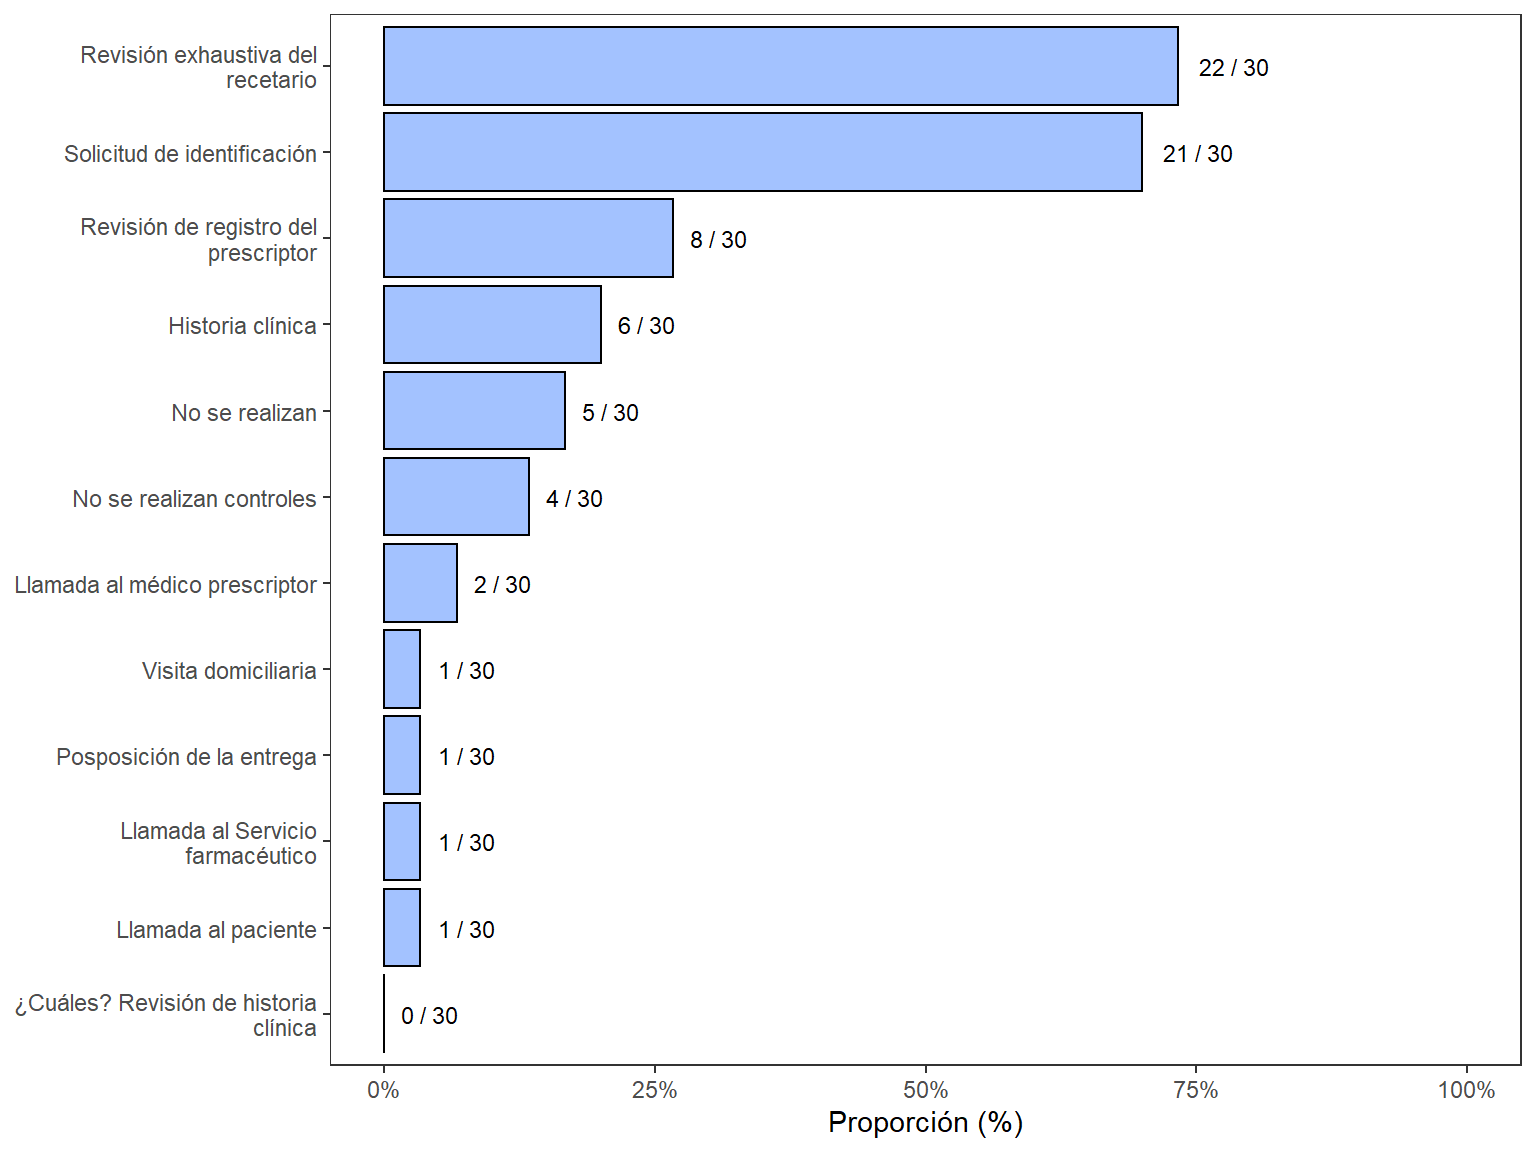 Revisión exhaustiva del
recetario
22 / 30
Solicitud de identificación
21 / 30
Revisión de registro del
prescriptor
8 / 30
Historia clínica
6 / 30
No se realizan
5 / 30
No se realizan controles
4 / 30
Llamada al médico prescriptor
2 / 30
Visita domiciliaria
1 / 30
Posposición de la entrega
1 / 30
Llamada al Servicio
farmacéutico
1 / 30
Llamada al paciente
1 / 30
¿Cuáles? Revisión de historia
clínica
0 / 30
0%
25%
50%
75%
100%
Proporción (%)